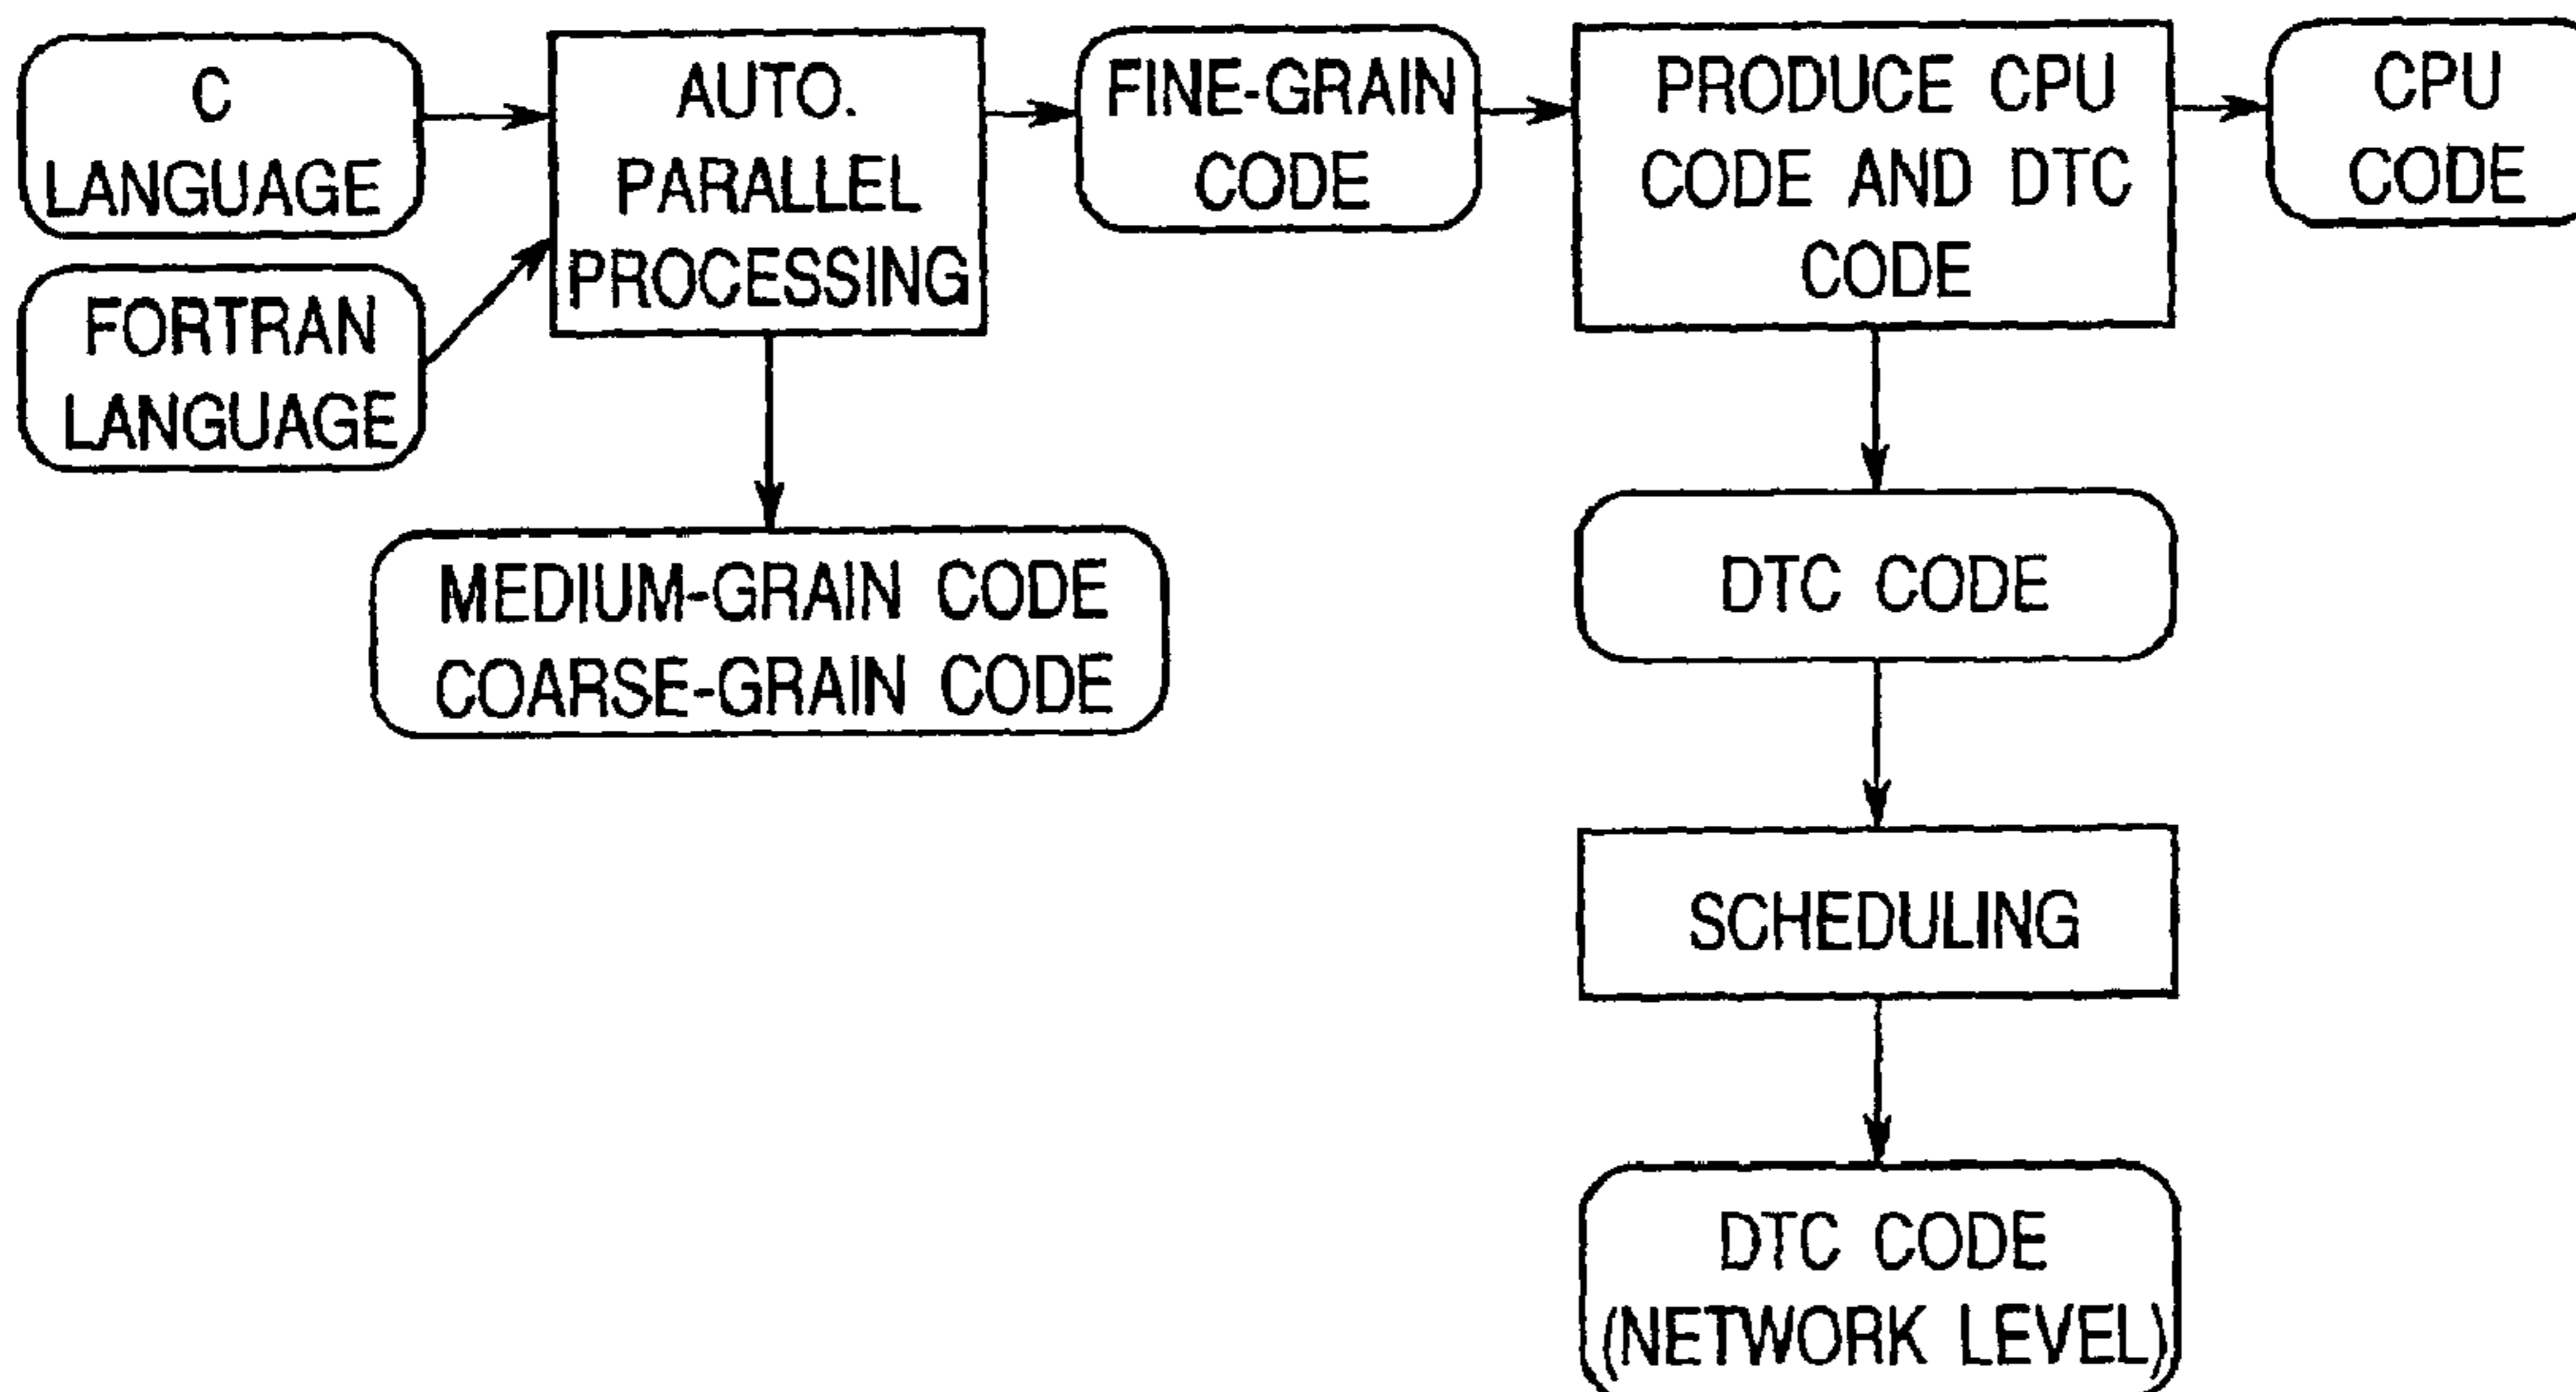 C
LANGUAGE
FORTRAN
LANGUAGE
AUTO.
PARALLEL
PROCESSING
MEDIUM-GRAIN CODE
COARSE-GRAIN CODE
FINE-GRAIN
CODE
PRODUCE CPU
CODE AND DTC
CODE
CPU
CODE
DTC CODE
SCHEDULING
DTC CODE
(NETWORK LEVEL)